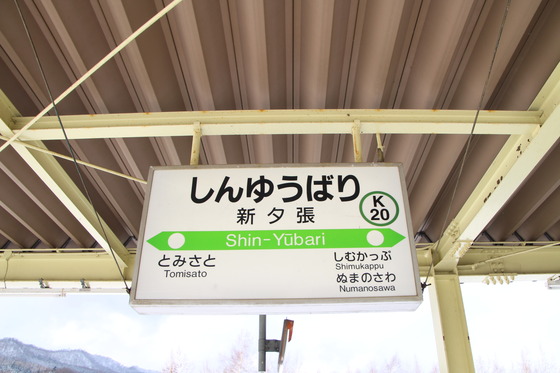 しんゆうばり
K
20
新夕張
Shin-Yūbari
とみさと
Tomisato
しむかっぷ
Shimukappu
ぬまのさわ
Numanosawa